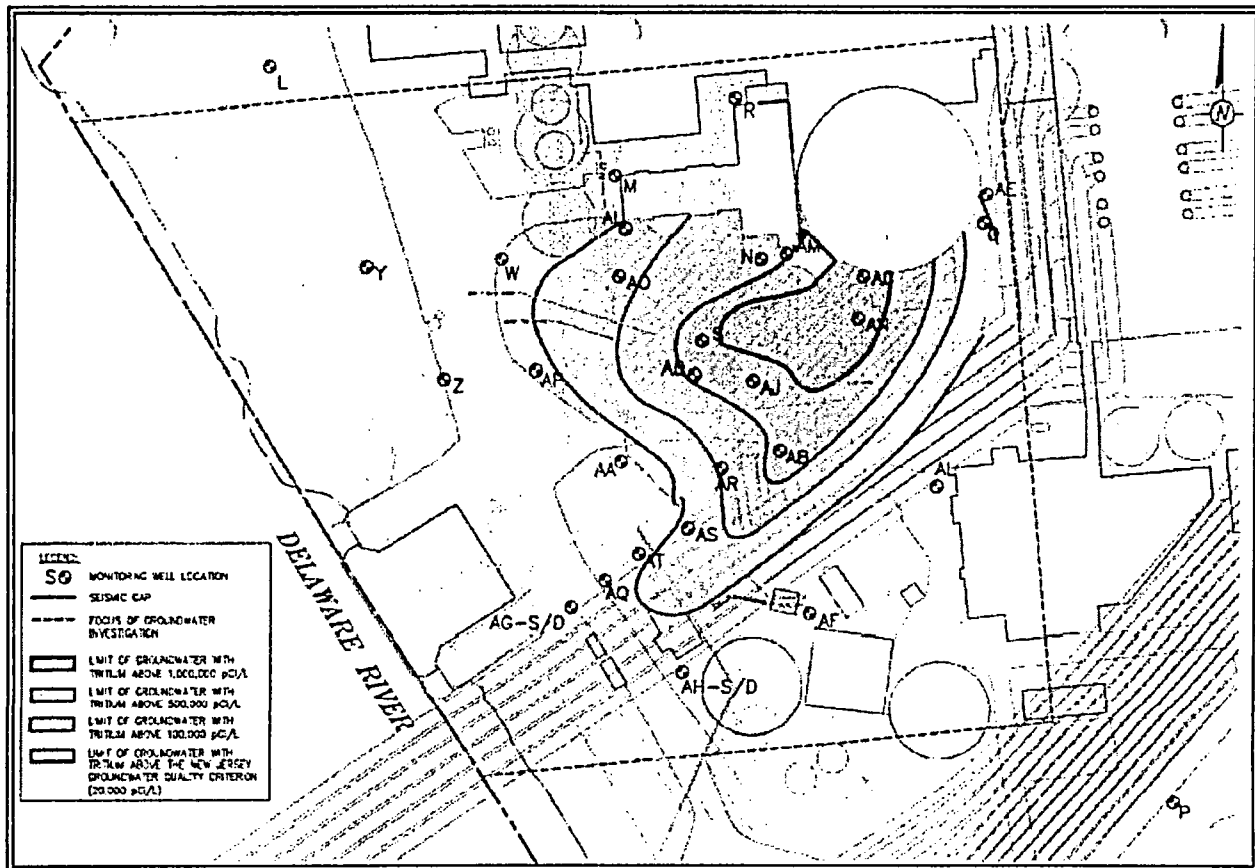 L
R
N
M
AE
Q
AI
N
AM
W
AO
AD
Y
AN
S
AP
AJ
Z
AB
AA
AR
AL
AS
AT
AQ
AG-S/D
AF
AH-S/D
P
DELAWARE RIVER
LEGEND:
S MONITORING WELL LOCATION
SEISMIC GAP
FOCUS OF GROUNDWATER
INVESTIGATION
LIMIT OF GROUNDWATER WITH
TRITIUM ABOVE 1,000,000 pCi/L
LIMIT OF GROUNDWATER WITH
TRITIUM ABOVE 500,000 pCi/L
LIMIT OF GROUNDWATER WITH
TRITIUM ABOVE 100,000 pCi/L
LIMIT OF GROUNDWATER WITH
TRITIUM ABOVE THE NEW JERSEY
GROUNDWATER QUALITY CRITERION
(20,000 pCi/L)